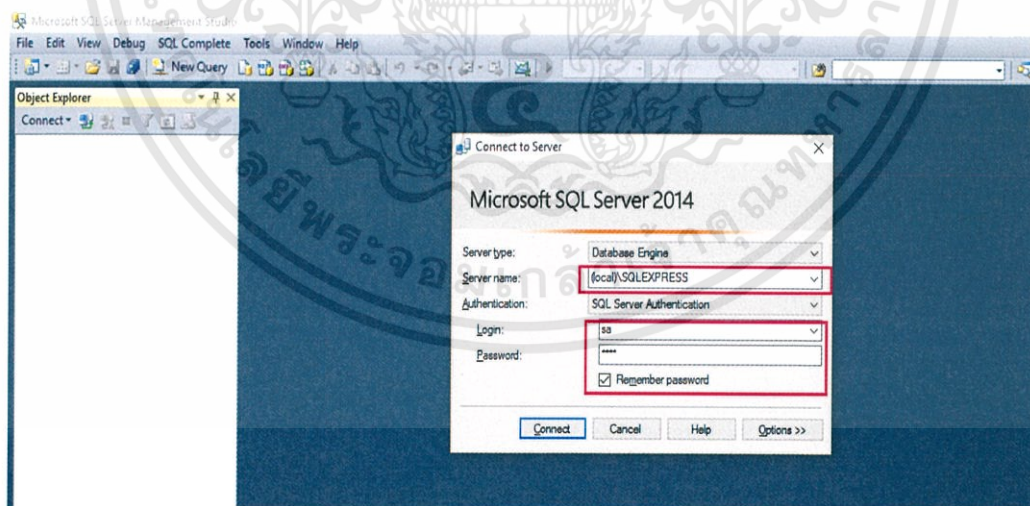 Microsoft SQL Server Management Studio
File Edit View Debug SQL Complete Tools Window Help
New Query
Object Explorer
Connect
Connect to Server
Microsoft SQL Server 2014
Server type: Database Engine
Server name: (local)\SQLEXPRESS
Authentication: SQL Server Authentication
Login: sa
Password: ****
Remember password
Connect Cancel Help Options >>